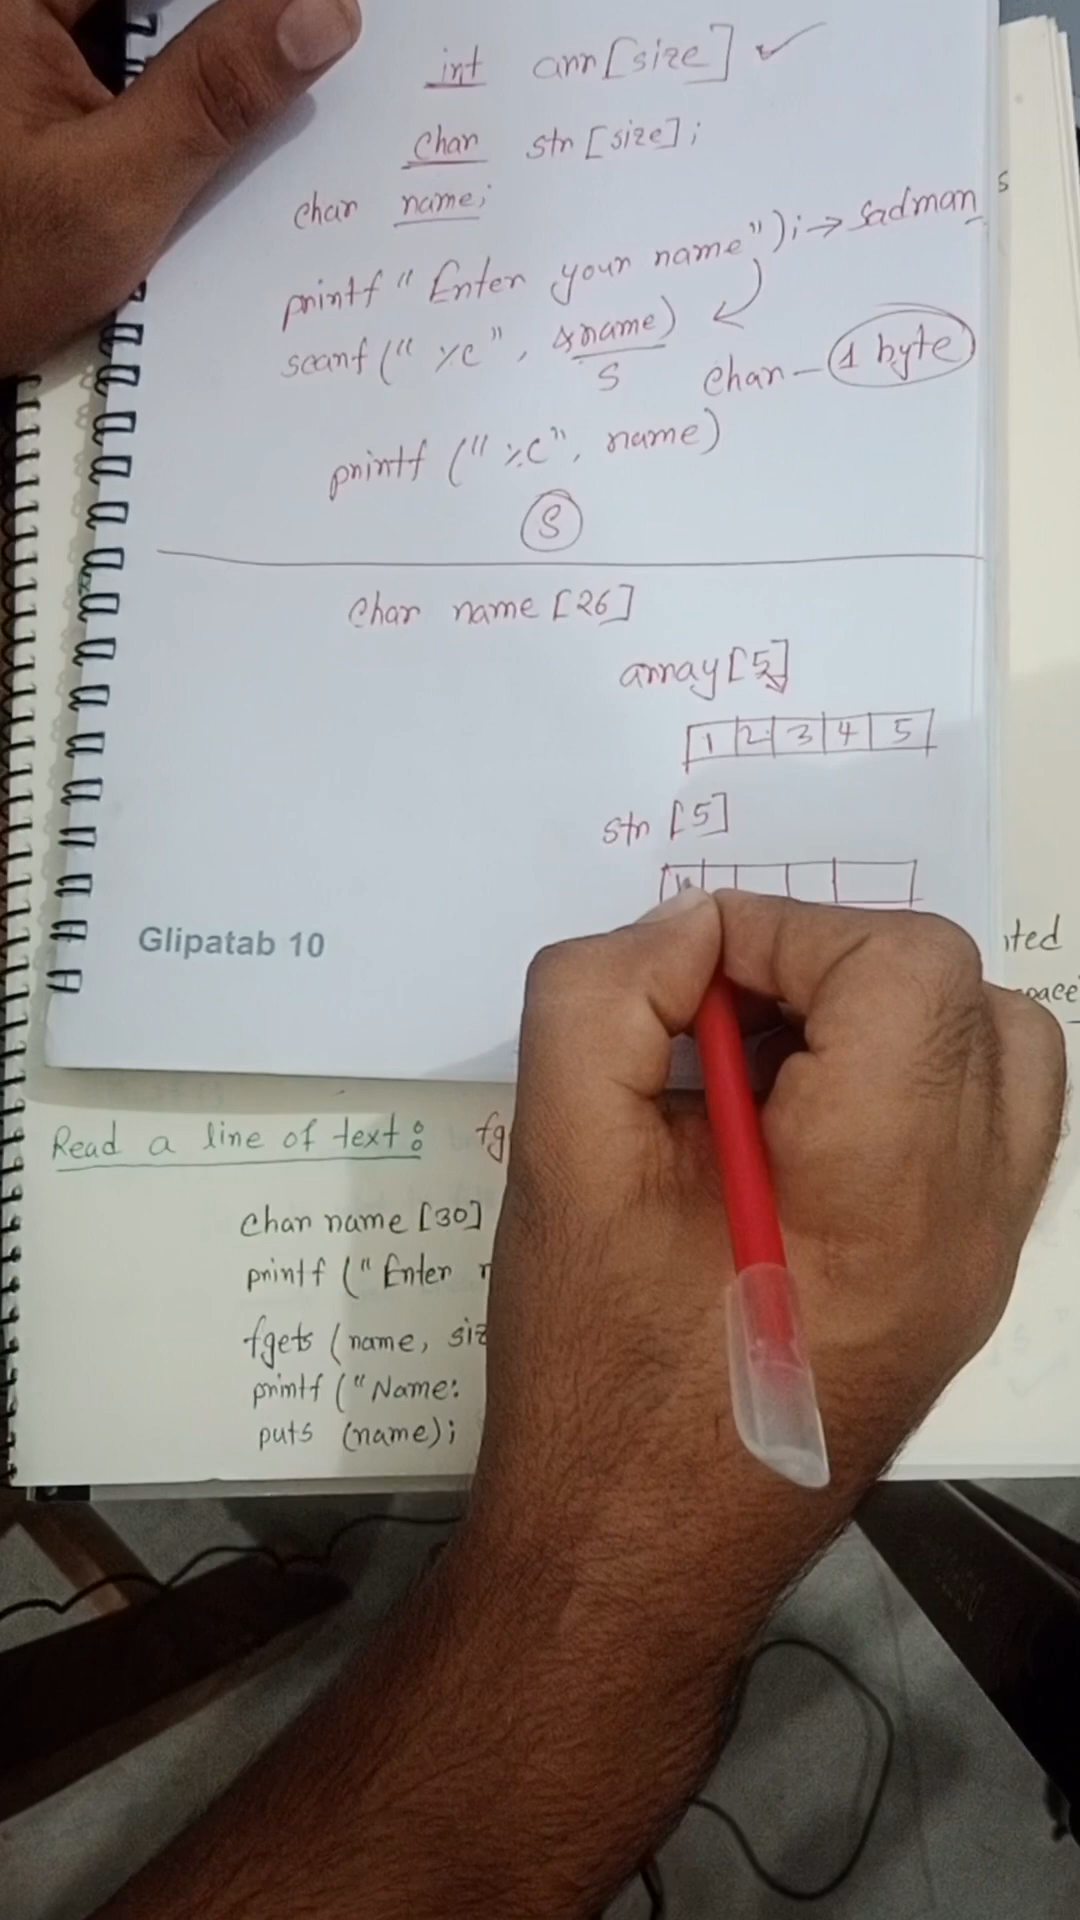 int arr[size] ✓
char str[size];
char name;
printf "Enter your name"); → Sadman s
scanf("%c", &name)
S
char - 1 byte
printf ("%c", name)
S
char name [26]
array[5]
1 2 3 4 5
str [5]
Glipatab 10
Read a line of text:
char name [30]
printf ("Enter
fgets (name,
printf ("Name:
puts (name);